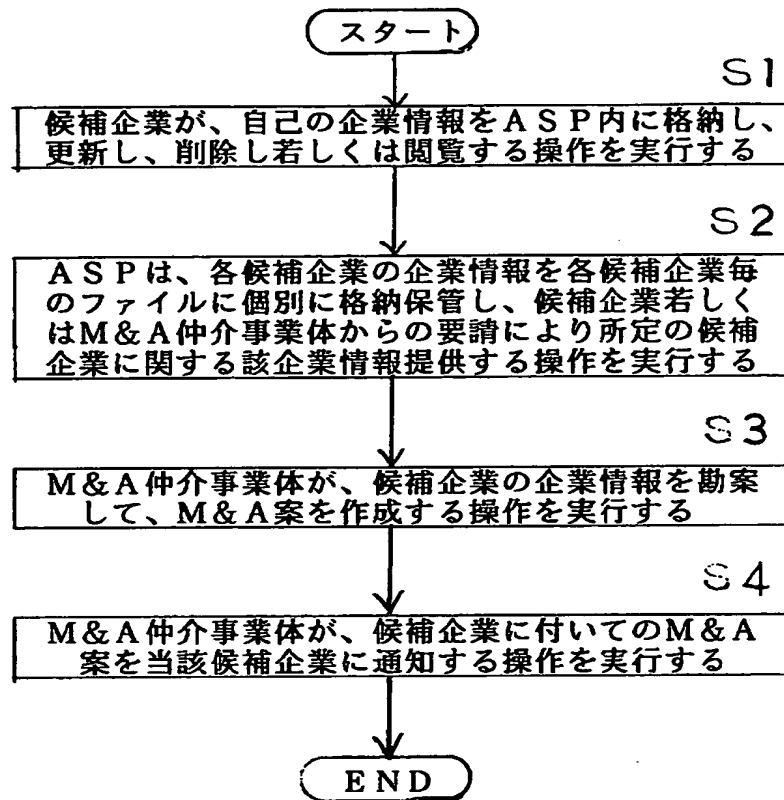 スタート
S1
候補企業が、自己の企業情報をASP内に格納し、
更新し、削除し若しくは閲覧する操作を実行する
S2
ASPは、各候補企業の企業情報を各候補企業毎
のファイルに個別に格納保管し、候補企業若しく
はM&A仲介事業体からの要請により所定の候補
企業に関する該企業情報提供する操作を実行する
S3
M&A仲介事業体が、候補企業の企業情報を勘案
して、M&A案を作成する操作を実行する
S4
M&A仲介事業体が、候補企業に付いてのM&A
案を当該候補企業に通知する操作を実行する
END